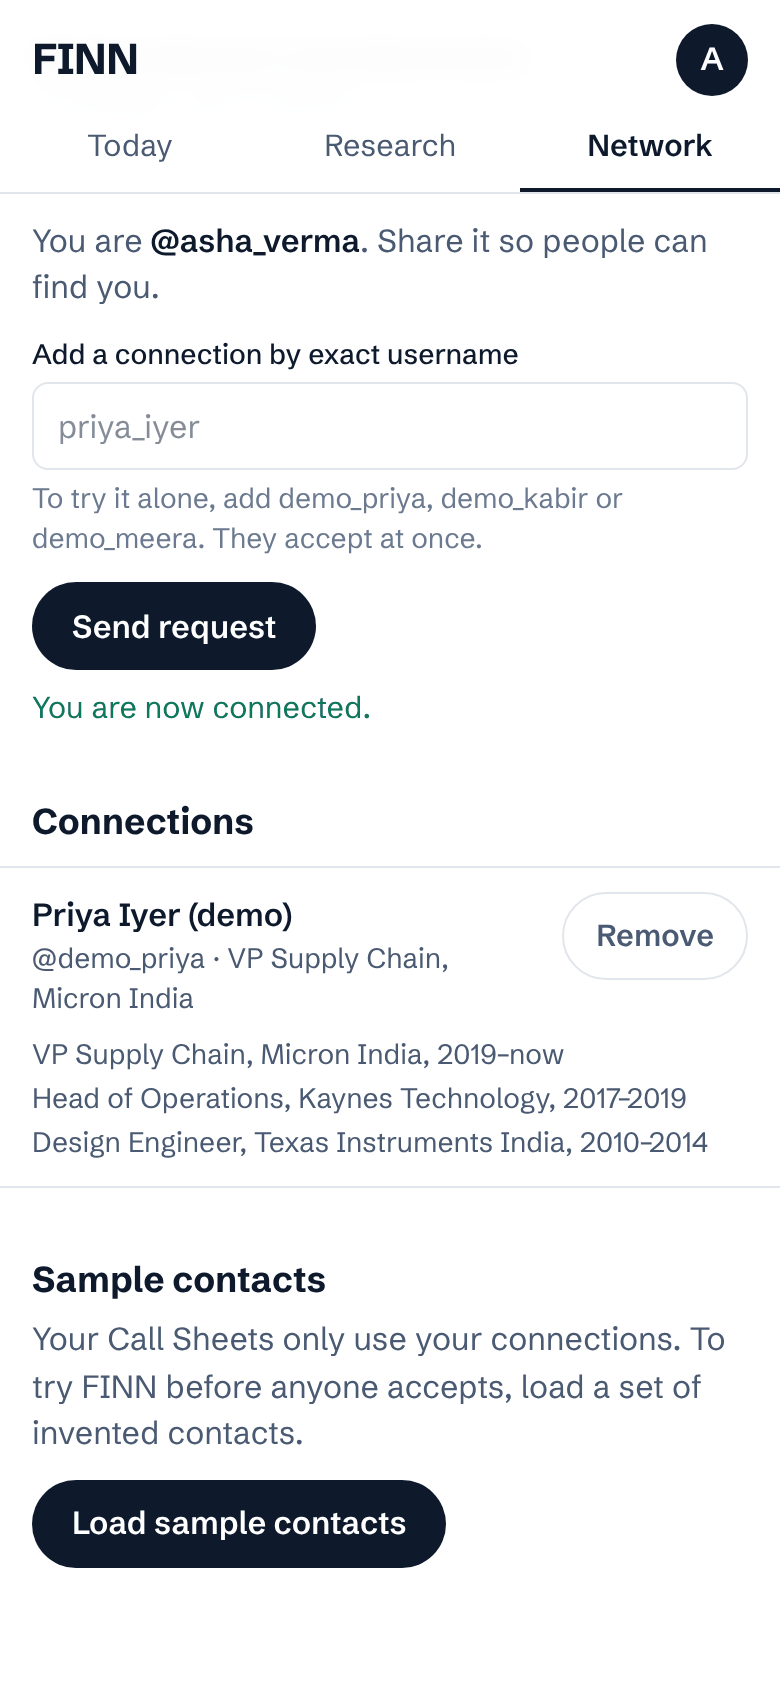 FINN
A
Today
Research
Network
You are @asha_verma. Share it so people can
find you.
Add a connection by exact username
priya_iyer
To try it alone, add demo_priya, demo_kabir or
demo_meera. They accept at once.
Send request
You are now connected.
Connections
Priya Iyer (demo)
@demo_priya · VP Supply Chain,
Micron India
Remove
VP Supply Chain, Micron India, 2019–now
Head of Operations, Kaynes Technology, 2017–2019
Design Engineer, Texas Instruments India, 2010–2014
Sample contacts
Your Call Sheets only use your connections. To
try FINN before anyone accepts, load a set of
invented contacts.
Load sample contacts